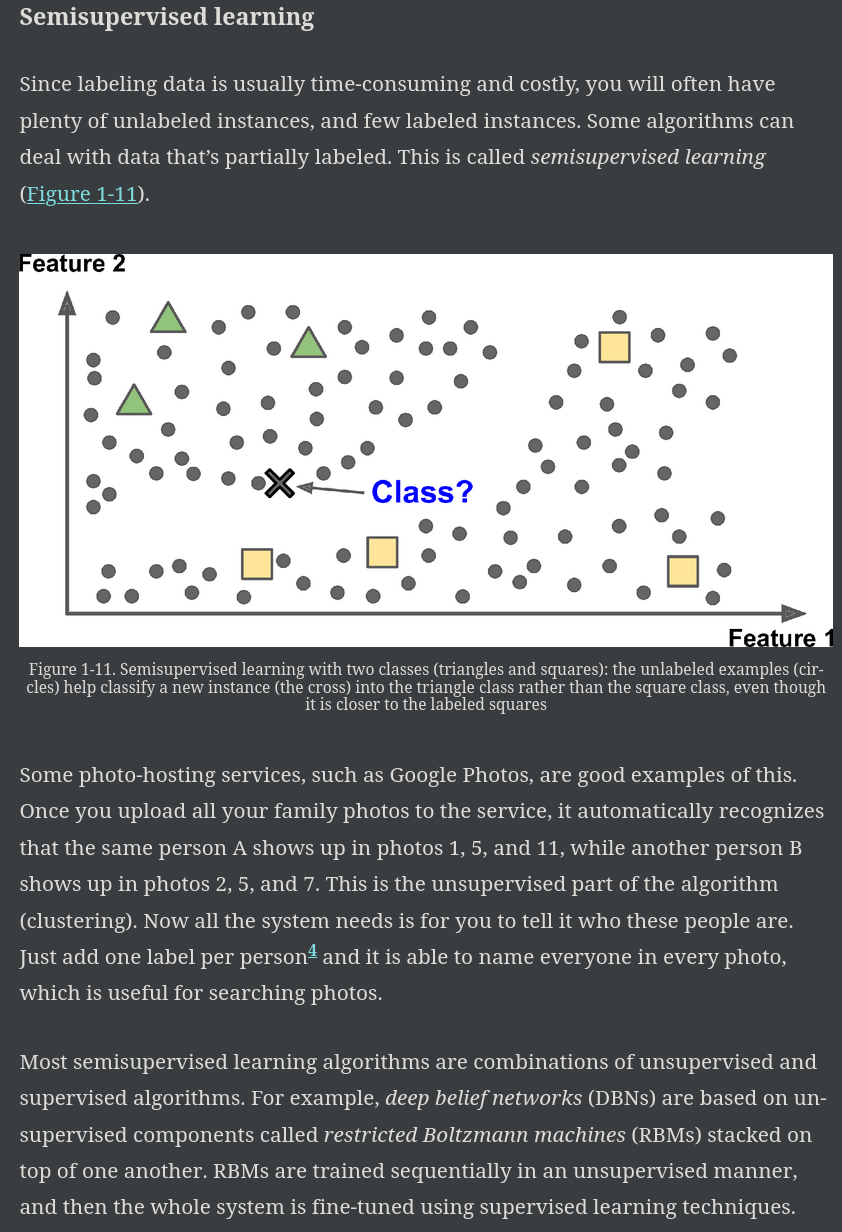 Semisupervised learning
Since labeling data is usually time-consuming and costly, you will often have
plenty of unlabeled instances, and few labeled instances. Some algorithms can
deal with data that’s partially labeled. This is called semisupervised learning
(Figure 1-11).
Feature 2
Class?
Feature 1
Figure 1-11. Semisupervised learning with two classes (triangles and squares): the unlabeled examples (cir-
cles) help classify a new instance (the cross) into the triangle class rather than the square class, even though
it is closer to the labeled squares
Some photo-hosting services, such as Google Photos, are good examples of this.
Once you upload all your family photos to the service, it automatically recognizes
that the same person A shows up in photos 1, 5, and 11, while another person B
shows up in photos 2, 5, and 7. This is the unsupervised part of the algorithm
(clustering). Now all the system needs is for you to tell it who these people are.
Just add one label per person4 and it is able to name everyone in every photo,
which is useful for searching photos.
Most semisupervised learning algorithms are combinations of unsupervised and
supervised algorithms. For example, deep belief networks (DBNs) are based on un-
supervised components called restricted Boltzmann machines (RBMs) stacked on
top of one another. RBMs are trained sequentially in an unsupervised manner,
and then the whole system is fine-tuned using supervised learning techniques.